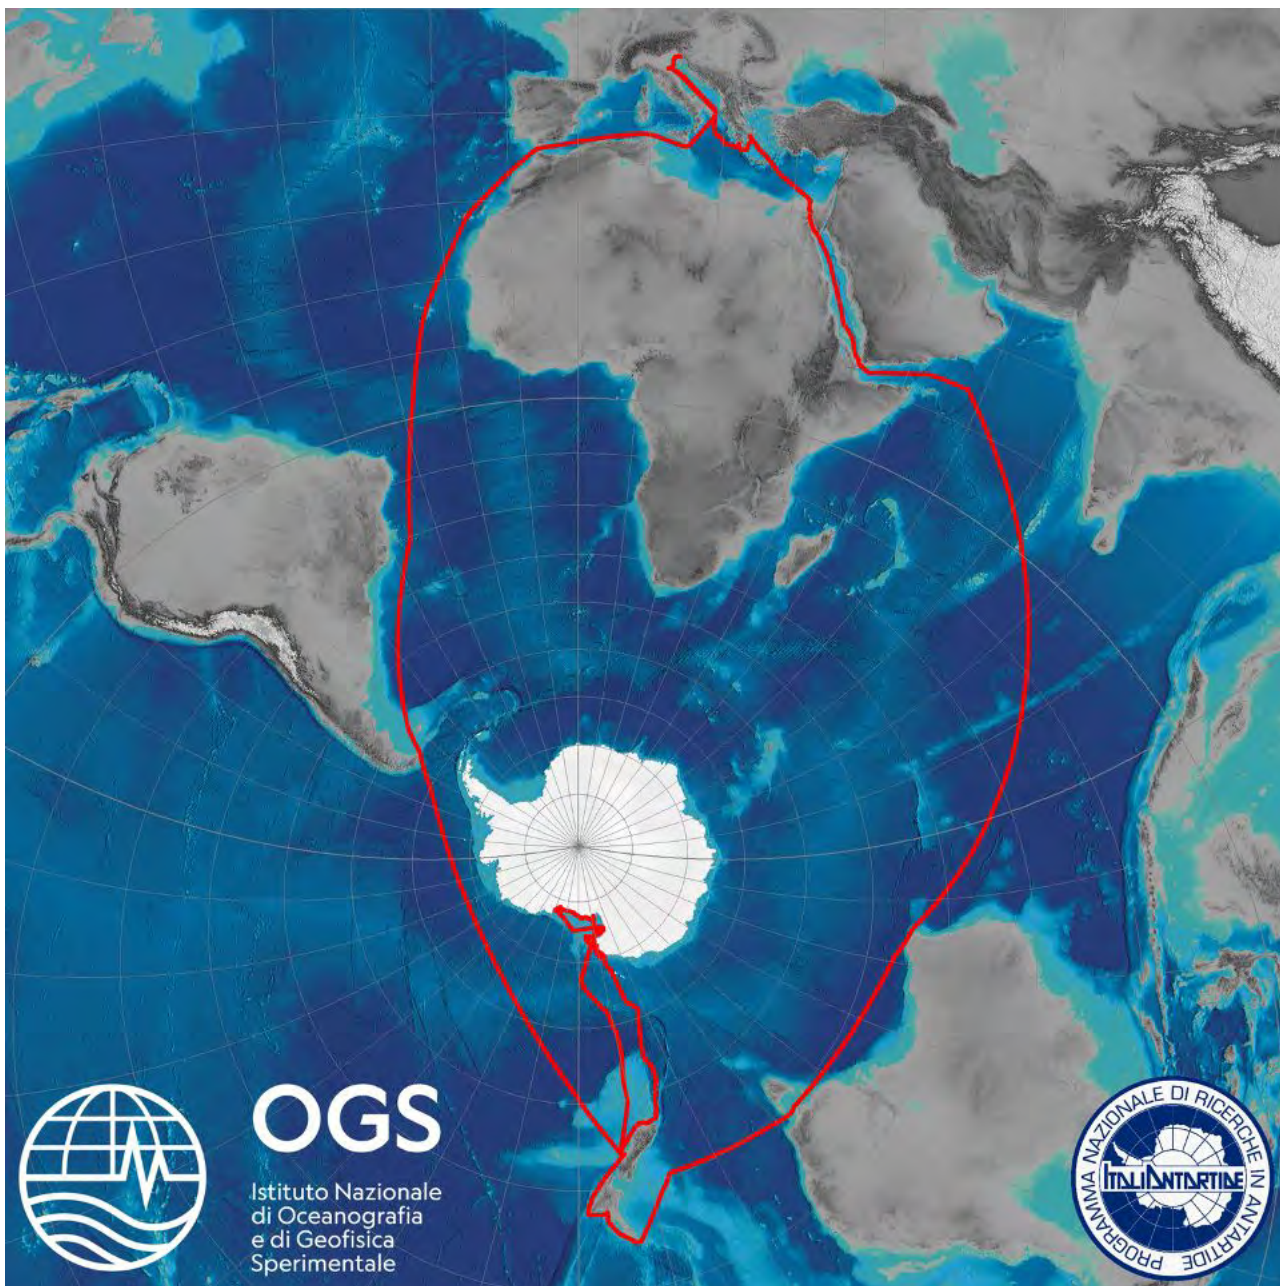 OGS
Istituto Nazionale
di Oceanografia
e di Geofisica
Sperimentale
PROGRAMMA NAZIONALE DI RICERCHE IN ANTARTIDE
ITALIANTARTIDE